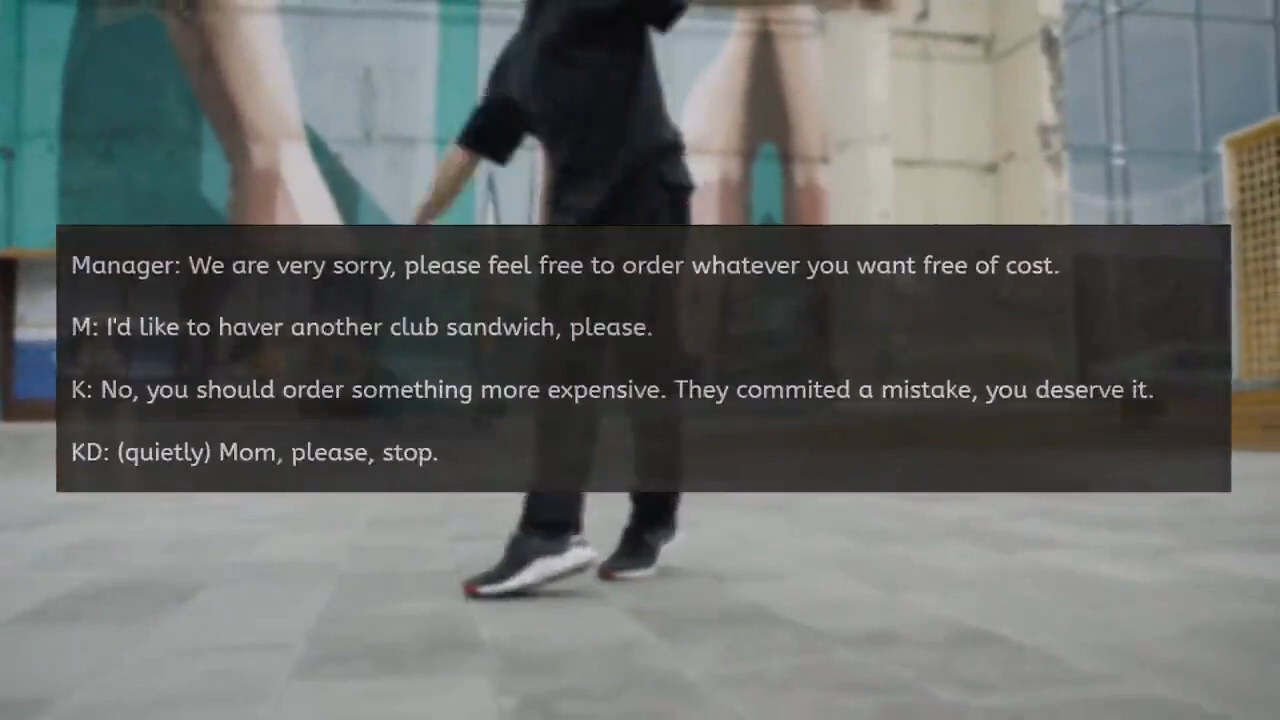 Manager: We are very sorry, please feel free to order whatever you want free of cost.
M: I'd like to haver another club sandwich, please.
K: No, you should order something more expensive. They commited a mistake, you deserve it.
KD: (quietly) Mom, please, stop.